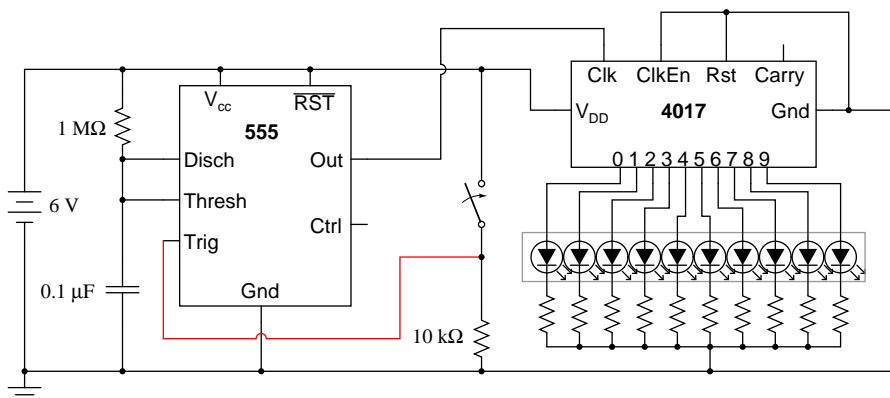 Clk ClkEn Rst Carry
V_DD 4017 Gnd
0 1 2 3 4 5 6 7 8 9
V_cc R̅S̅T̅
555
1 MΩ
Disch Out
Thresh
Ctrl
Trig
Gnd
6 V
0.1 µF
10 kΩ